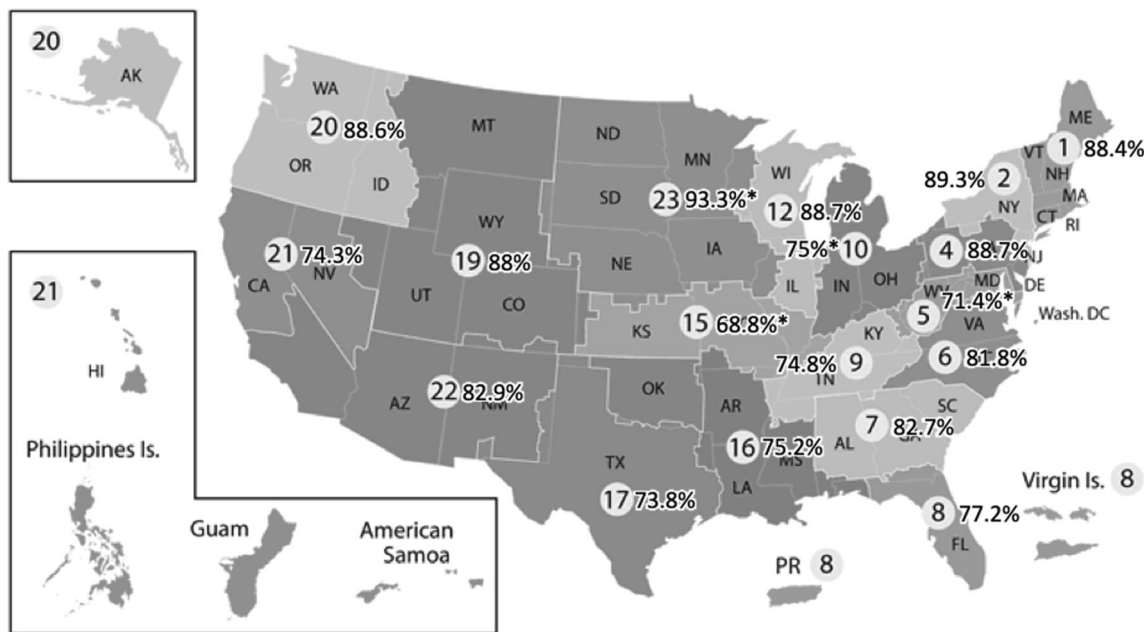 20
AK
WA
20 88.6%
OR
ID
MT
ND
MN
SD
23 93.3%*
WI
12 88.7%
ME
VT
1 88.4%
NH
89.3% 2
NY
MA
CT
RI
WY
21 74.3%
CA
NV
19 88%
UT
CO
NE
IA
75%* 10
IL
IN
OH
4 88.7%
NJ
MD
DE
WV
71.4%*
5
VA
Wash. DC
KS
15 68.8%*
KY
74.8% 9
TN
6 81.8%
AZ
22 82.9%
NM
OK
AR
SC
7 82.7%
AL
GA
16 75.2%
MS
TX
LA
17 73.8%
8 77.2%
FL
Virgin Is. 8
PR 8
21
HI
Philippines Is.
Guam
American
Samoa